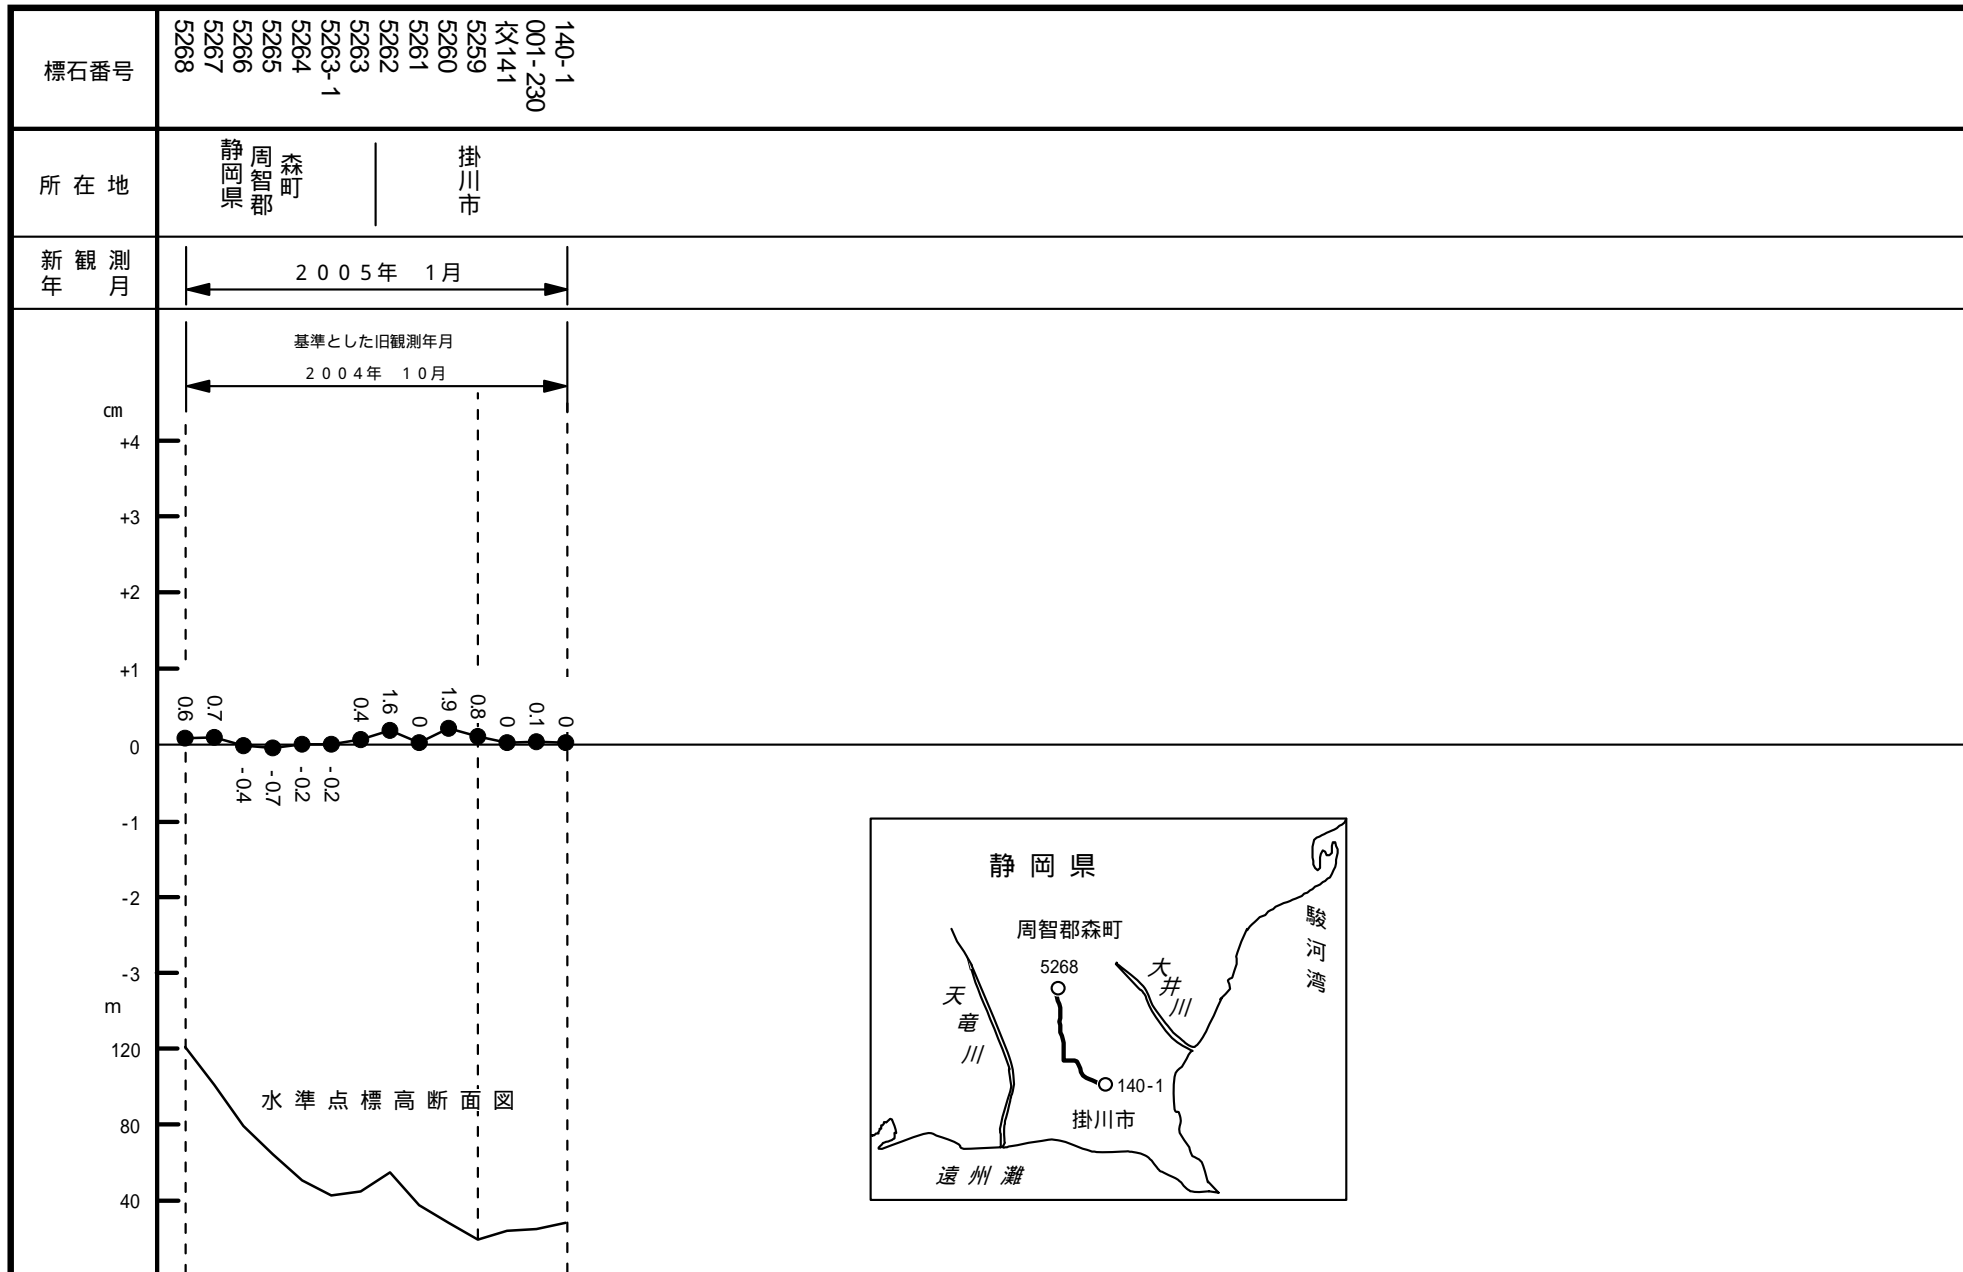 標石番号
5268
5267
5266
5265
5264
5263-1
5263
5262
5261
5260
5259
交141
001-230
140-1
所在地
静岡県
周智郡
森町
掛川市
新観測
年月
2005年 1月
基準とした旧観測年月
2004年 10月
cm
+4
+3
+2
+1
0
-1
-2
-3
0.6
0.7
-0.4
-0.7
-0.2
-0.2
0.4
1.6
0
1.9
0.8
0
0.1
0
m
120
80
40
水準点標高断面図
静岡県
周智郡森町
5268
大井川
天竜川
駿河湾
140-1
掛川市
遠州灘